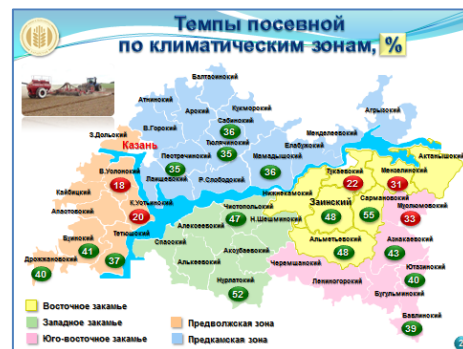 Темпы посевной
по климатическим зонам, %
Балтасинский
Атнинский
Кукморский
Арский
Сабинский
Агрызский
36
В.Горский
Тюлячинский
З.Дольский
35
Менделеевский
Казань
Пестречинский
Мамадышский
Елабужский
35
36
Актанышский
В.Услонский
Лаишевский
Р.Слободский
Тукаевский
Мензелинский
18
Нижнекамский
22
31
Кайбицкий
К.Устьинский
Чистопольский
Заинский
Сармановский
Муслюмовский
Апастовский
20
47
Н.Шешминский
48
55
33
Алексеевский
Буинский
Тетюшский
Спасский
Альметьевский
Азнакаевский
Дрожжановский
41
37
Аксубаевский
Черемшанский
48
43
40
Алькеевский
Ютазинский
Нурлатский
Лениногорский
40
52
Бугульминский
Восточное закамье
Бавлинский
Западное закамье
Предволжская зона
39
Юго-восточное закамье
Предкамская зона
2